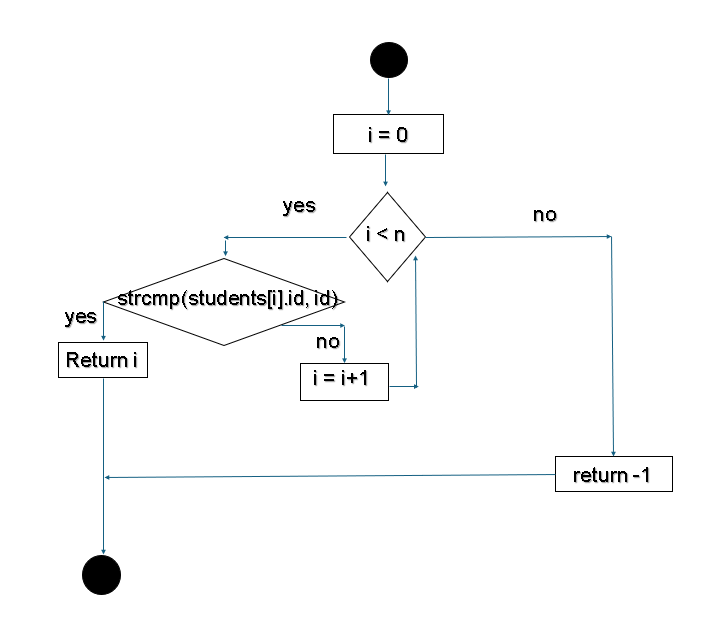 i = 0
yes
no
i < n
strcmp(students[i].id, id)
yes
no
Return i
i = i+1
return -1